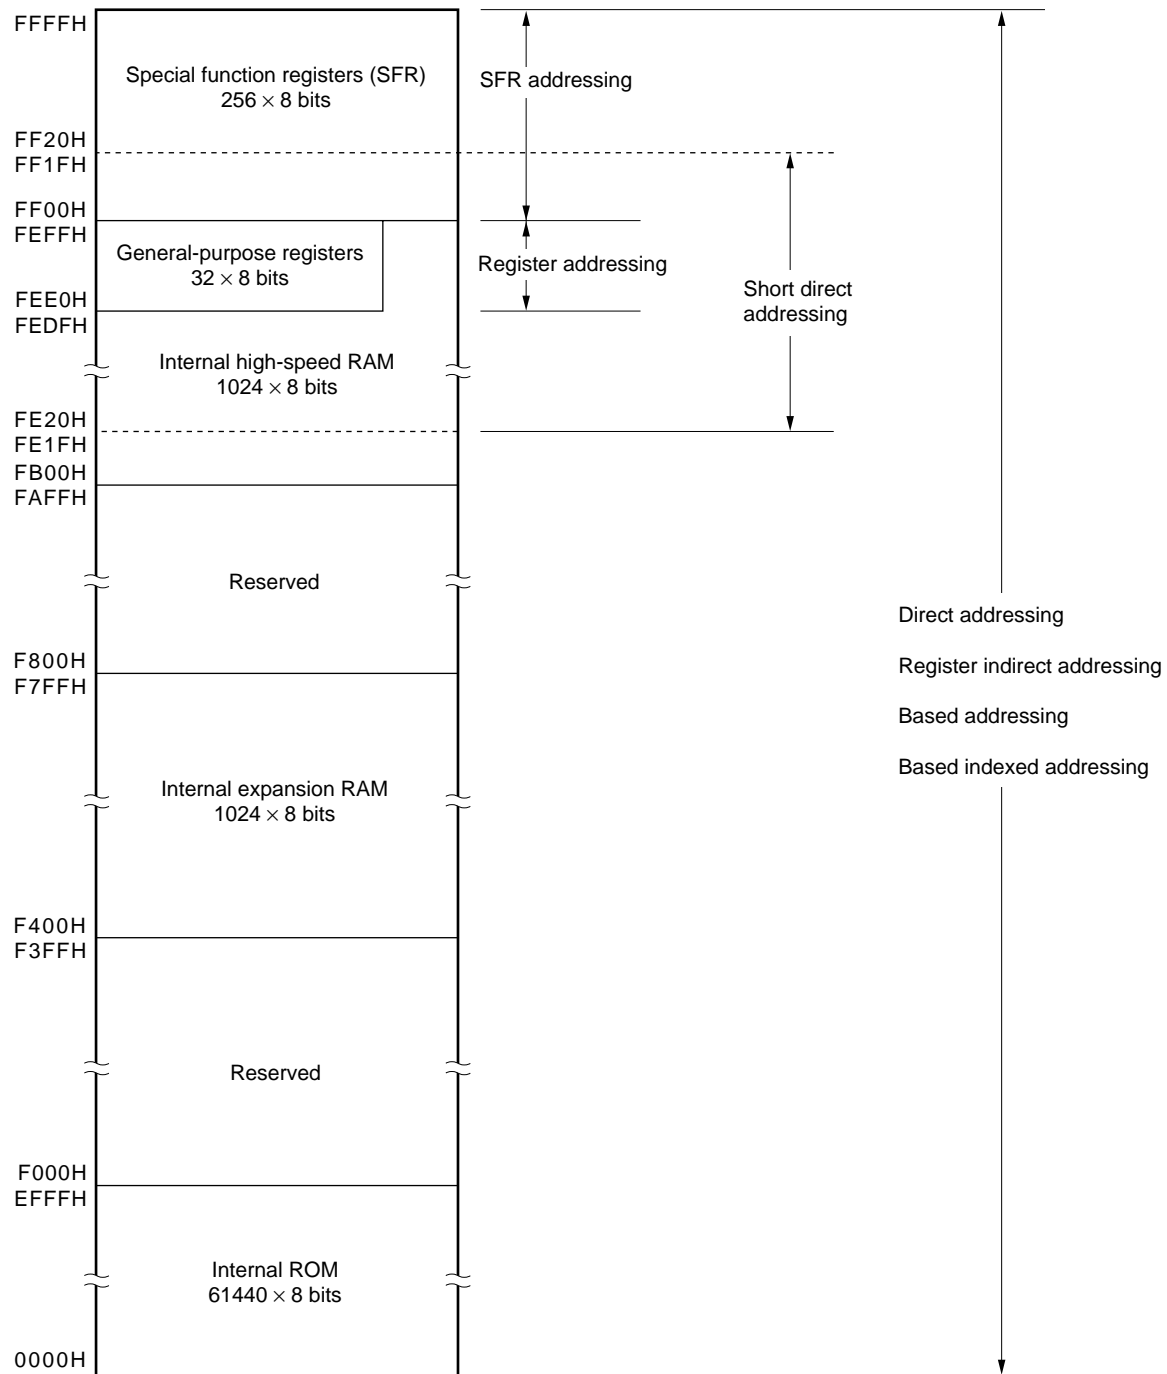 FFFFH
Special function registers (SFR)
256 × 8 bits
SFR addressing
FF20H
FF1FH
FF00H
FEFFH
General-purpose registers
32 × 8 bits
Register addressing
Short direct
addressing
FEE0H
FEDFH
Internal high-speed RAM
1024 × 8 bits
FE20H
FE1FH
FB00H
FAFFH
Reserved
Direct addressing
Register indirect addressing
Based addressing
Based indexed addressing
F800H
F7FFH
Internal expansion RAM
1024 × 8 bits
F400H
F3FFH
Reserved
F000H
EFFFH
Internal ROM
61440 × 8 bits
0000H